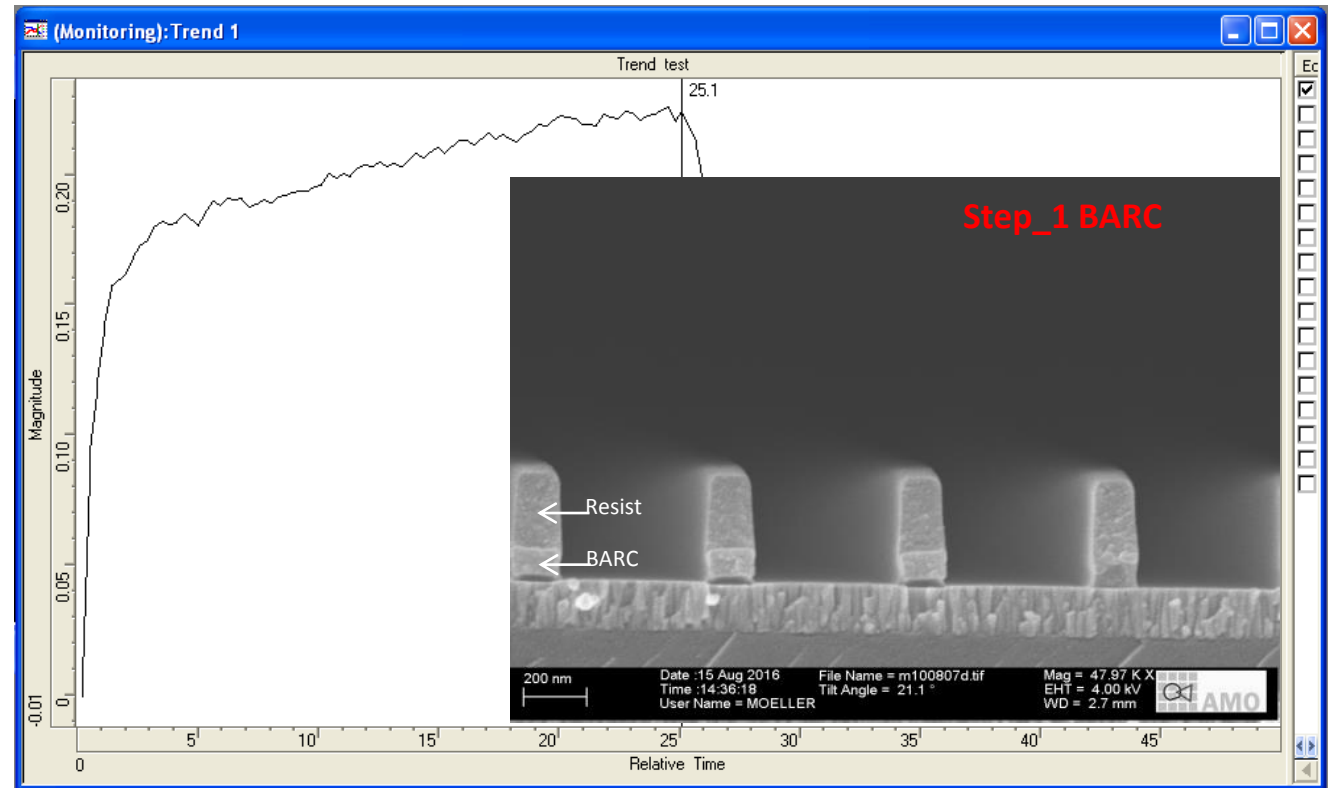 (Monitoring): Trend 1
Trend test
Ec
25.1
Step_1 BARC
Resist
BARC
Magnitude
0.20
0.15
0.10
0.05
0
-0.01
200 nm
Date :15 Aug 2016
Time :14:36:18
User Name = MOELLER
File Name = m100807d.tif
Tilt Angle = 21.1 °
Mag = 47.97 K X
EHT = 4.00 kV
WD = 2.7 mm
AMO
5 10 15 20 25 30 35 40 45
0
Relative Time